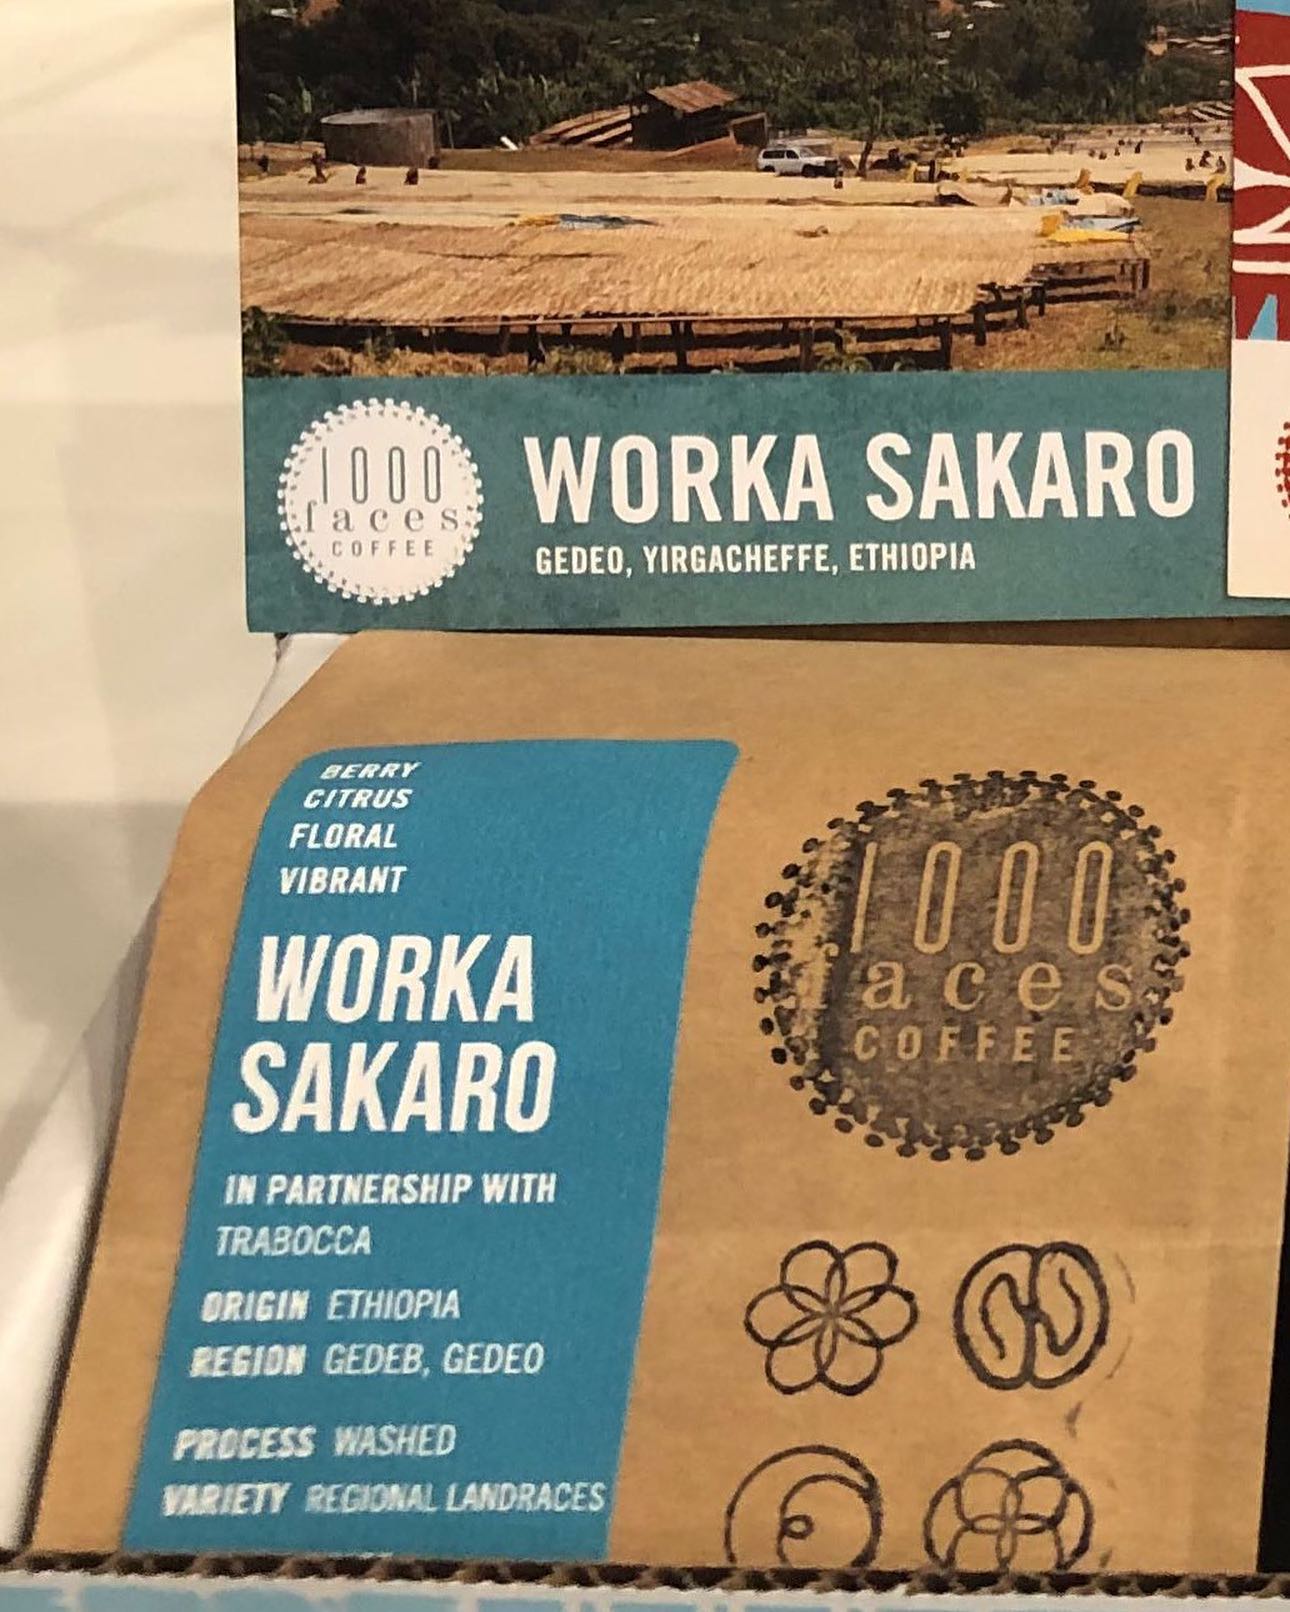 1000
faces
COFFEE
WORKA SAKARO
GEDEO, YIRGACHEFFE, ETHIOPIA
BERRY
CITRUS
FLORAL
VIBRANT
WORKA
SAKARO
IN PARTNERSHIP WITH
TRABOCCA
ORIGIN ETHIOPIA
REGION GEDEB, GEDEO
PROCESS WASHED
VARIETY REGIONAL LANDRACES
1000
faces
COFFEE